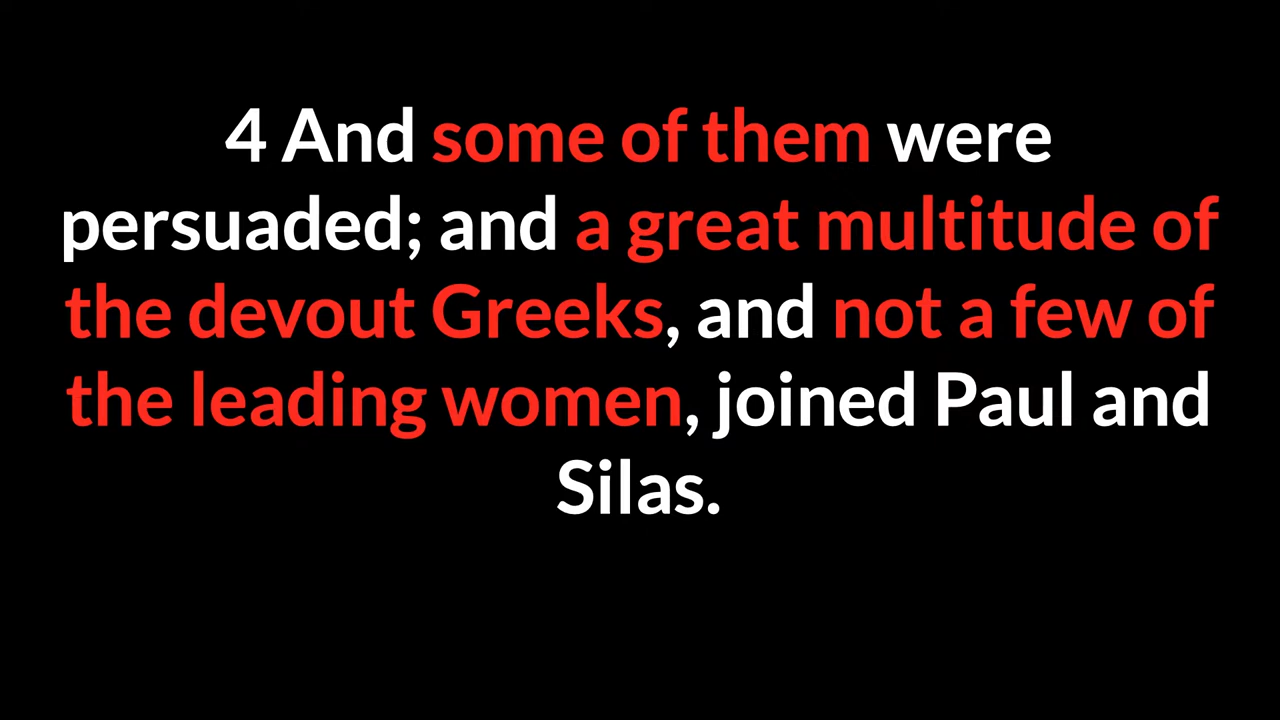 4 And some of them were
persuaded; and a great multitude of
the devout Greeks, and not a few of
the leading women, joined Paul and
Silas.